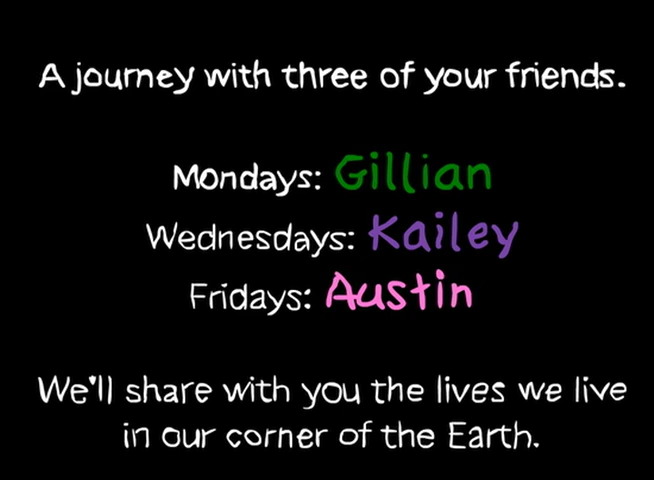 A journey with three of your friends.
Mondays: Gillian
Wednesdays: Kailey
Fridays: Austin
We'll share with you the lives we live
in our corner of the Earth.